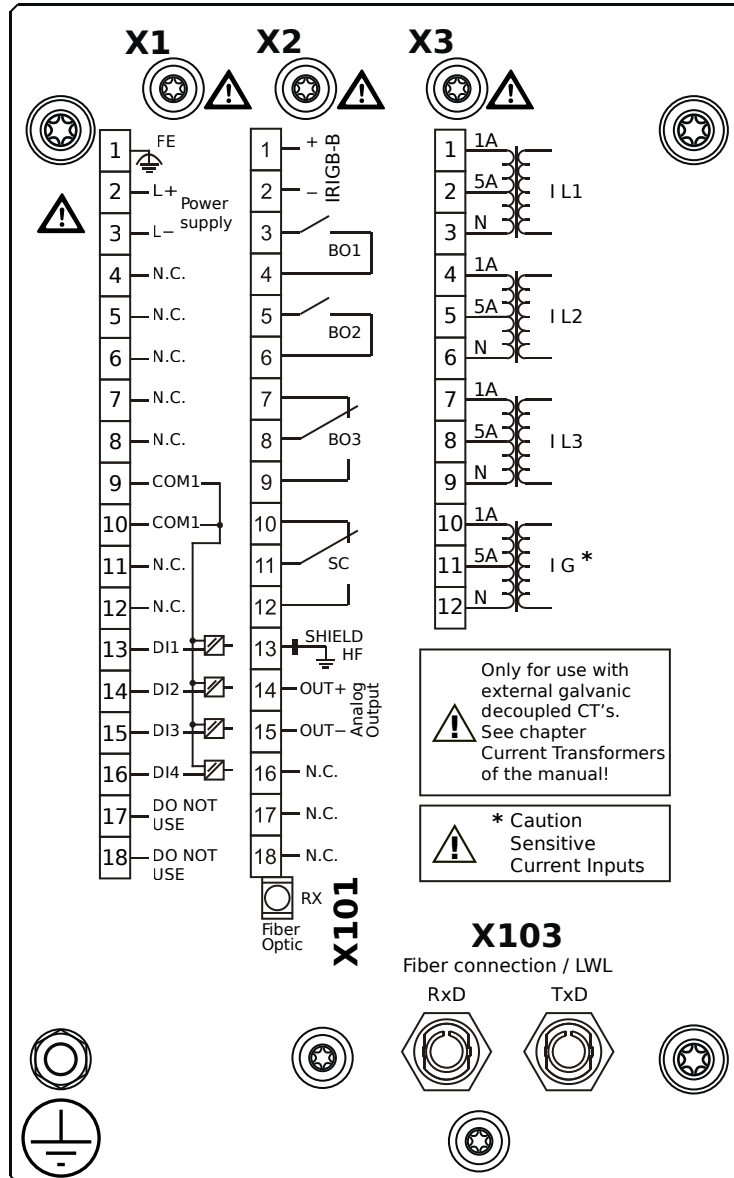 X1
1 FE
2 L+ Power
3 L− supply
4 N.C.
5 N.C.
6 N.C.
7 N.C.
8 N.C.
9 COM1
10 COM1
11 N.C.
12 N.C.
13 DI1
14 DI2
15 DI3
16 DI4
17 DO NOT
USE
18 DO NOT
USE
X2
1 +
2 −
IRIGB-B
3
4
BO1
5
6
BO2
7
8
9
BO3
10
11
12
SC
13 SHIELD
HF
14 OUT+
15 OUT−
Analog
Output
16 N.C.
17 N.C.
18 N.C.
RX
Fiber
Optic
X101
X3
1 1A
2 5A
3 N
I L1
4 1A
5 5A
6 N
I L2
7 1A
8 5A
9 N
I L3
10 1A
11 5A
12 N
I G *
! Only for use with
external galvanic
decoupled CT's.
See chapter
Current Transformers
of the manual!
! * Caution
Sensitive
Current Inputs
X103
Fiber connection / LWL
RxD TxD